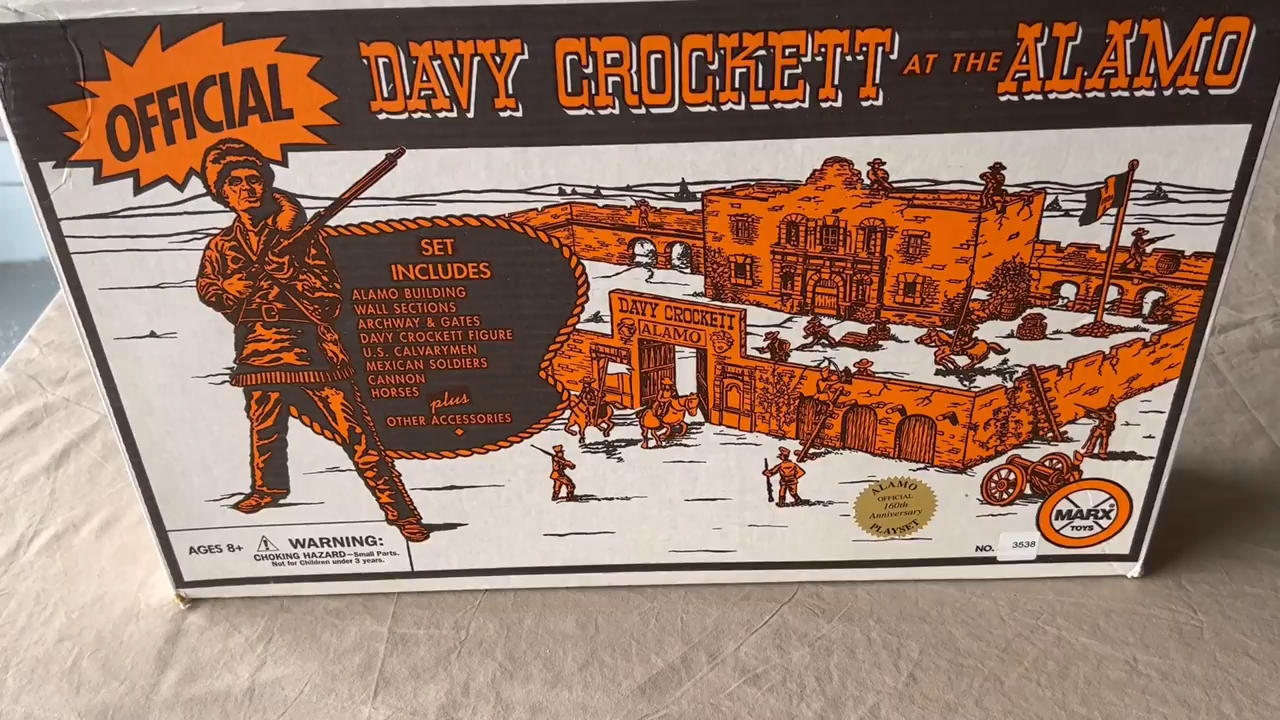 OFFICIAL
DAVY CROCKETT AT THE ALAMO
SET
INCLUDES
ALAMO BUILDING
WALL SECTIONS
ARCHWAY & GATES
DAVY CROCKETT FIGURE
U.S. CALVARYMEN
MEXICAN SOLDIERS
CANNON
HORSES
plus
OTHER ACCESSORIES
DAVY CROCKETT
ALAMO
AGES 8+
WARNING:
CHOKING HAZARD—Small Parts.
Not for Children under 3 years.
ALAMO
OFFICIAL
160th
Anniversary
PLAYSET
MARX®
TOYS
NO. 3538